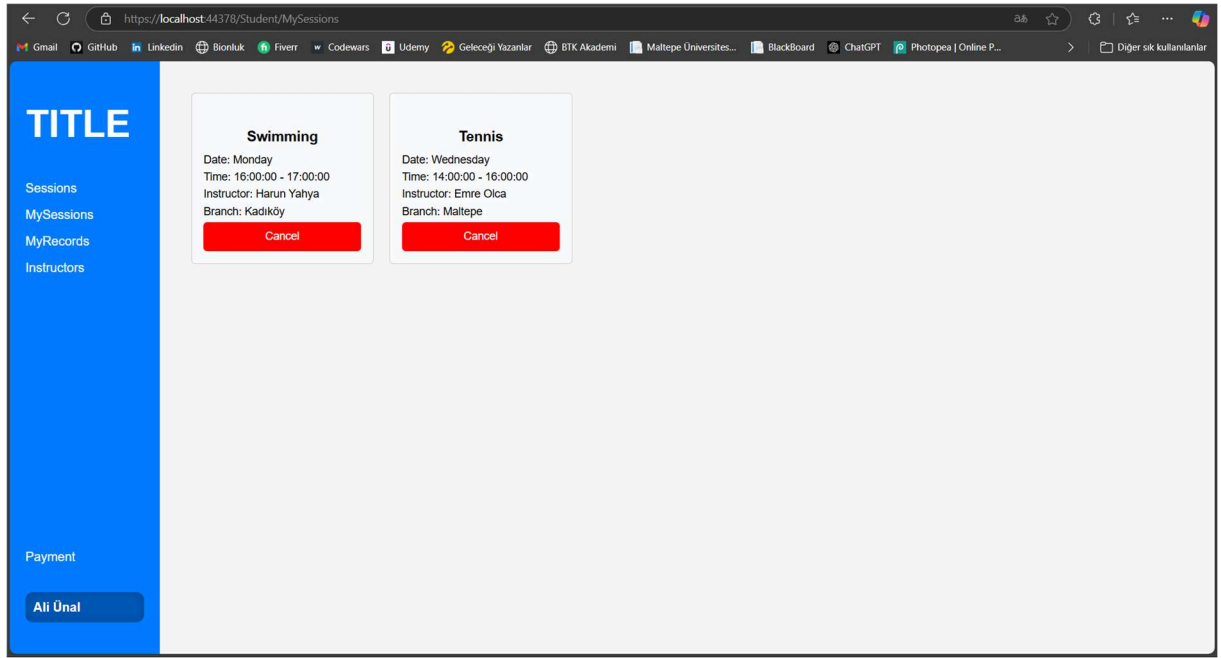 https://localhost:44378/Student/MySessions
Gmail GitHub Linkedin Bionluk Fiverr Codewars Udemy Geleceği Yazanlar BTK Akademi Maltepe Üniversites... BlackBoard ChatGPT Photopea | Online P... Diğer sık kullanılanlar
TITLE
Sessions
MySessions
MyRecords
Instructors
Payment
Ali Ünal
Swimming
Date: Monday
Time: 16:00:00 - 17:00:00
Instructor: Harun Yahya
Branch: Kadıköy
Cancel
Tennis
Date: Wednesday
Time: 14:00:00 - 16:00:00
Instructor: Emre Olca
Branch: Maltepe
Cancel